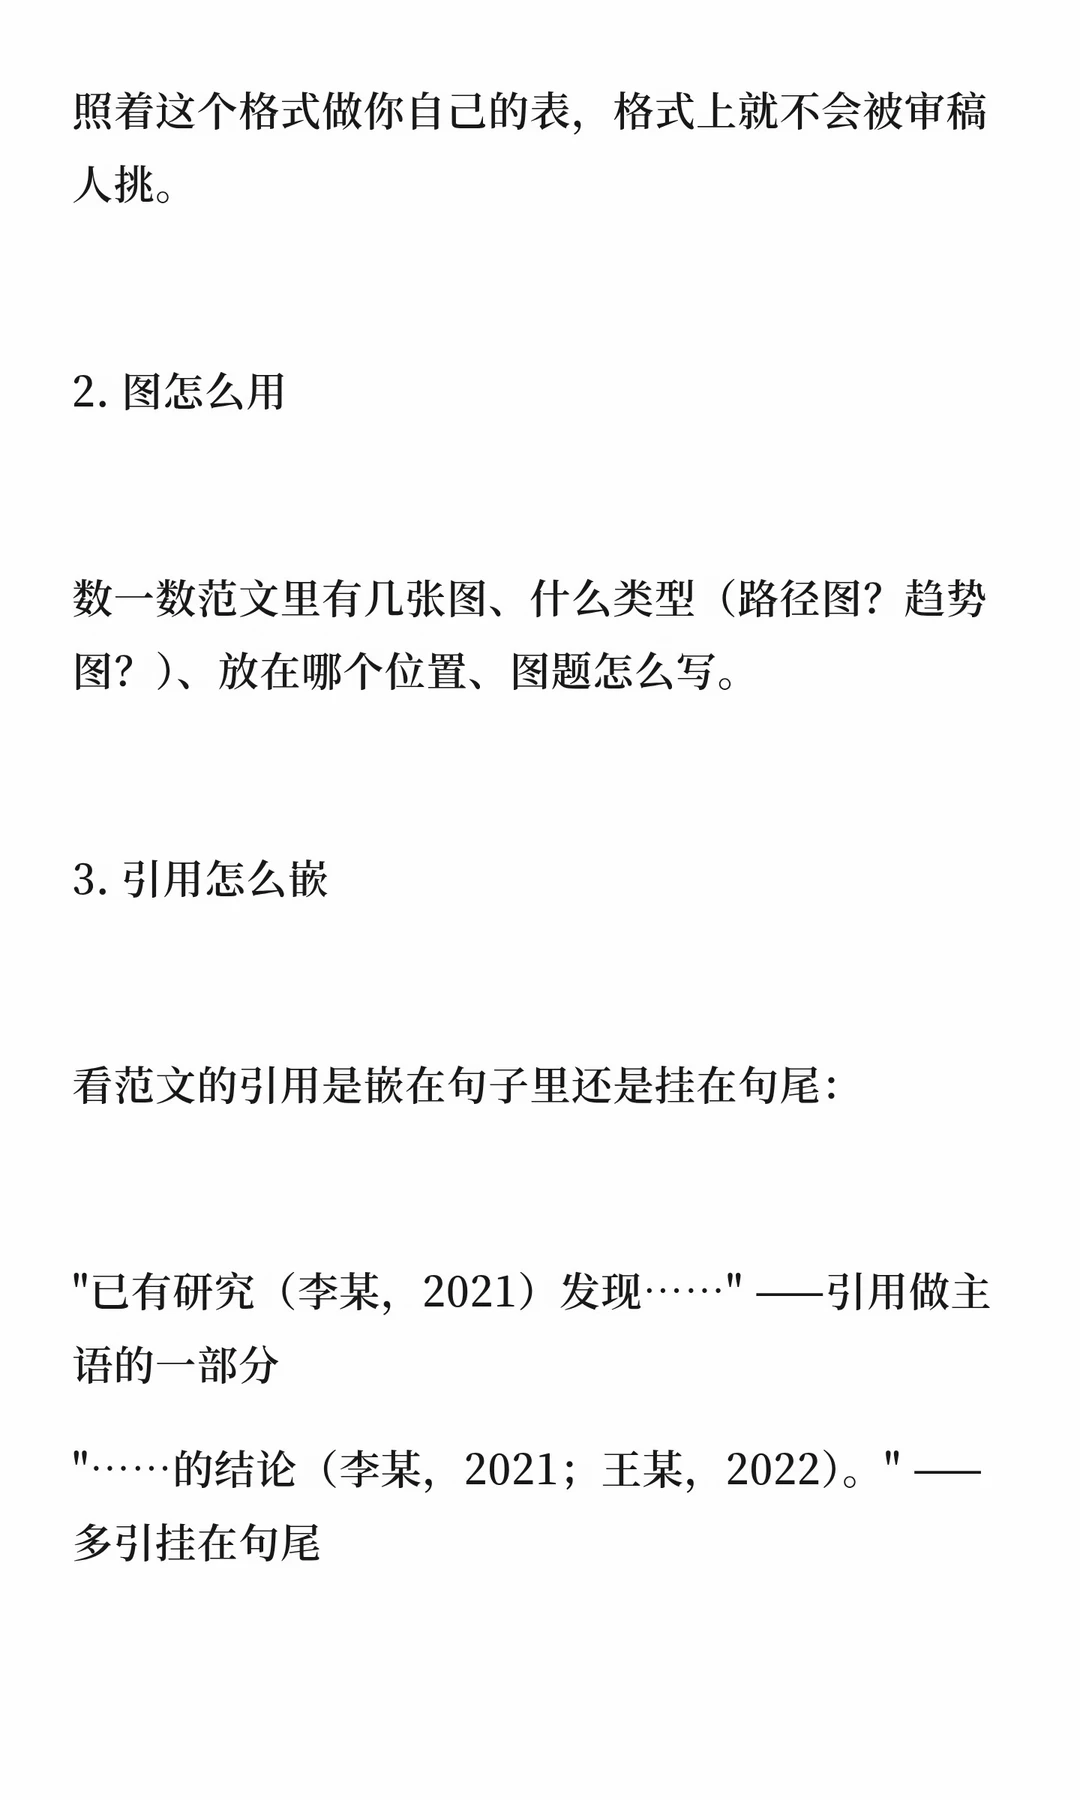 照着这个格式做你自己的表，格式上就不会被审稿
人挑。
2. 图怎么用
数一数范文里有几张图、什么类型（路径图？趋势
图？）、放在哪个位置、图题怎么写。
3. 引用怎么嵌
看范文的引用是嵌在句子里还是挂在句尾：
"已有研究（李某，2021）发现……" ——引用做主
语的一部分
"……的结论（李某，2021；王某，2022）。" ——
多引挂在句尾